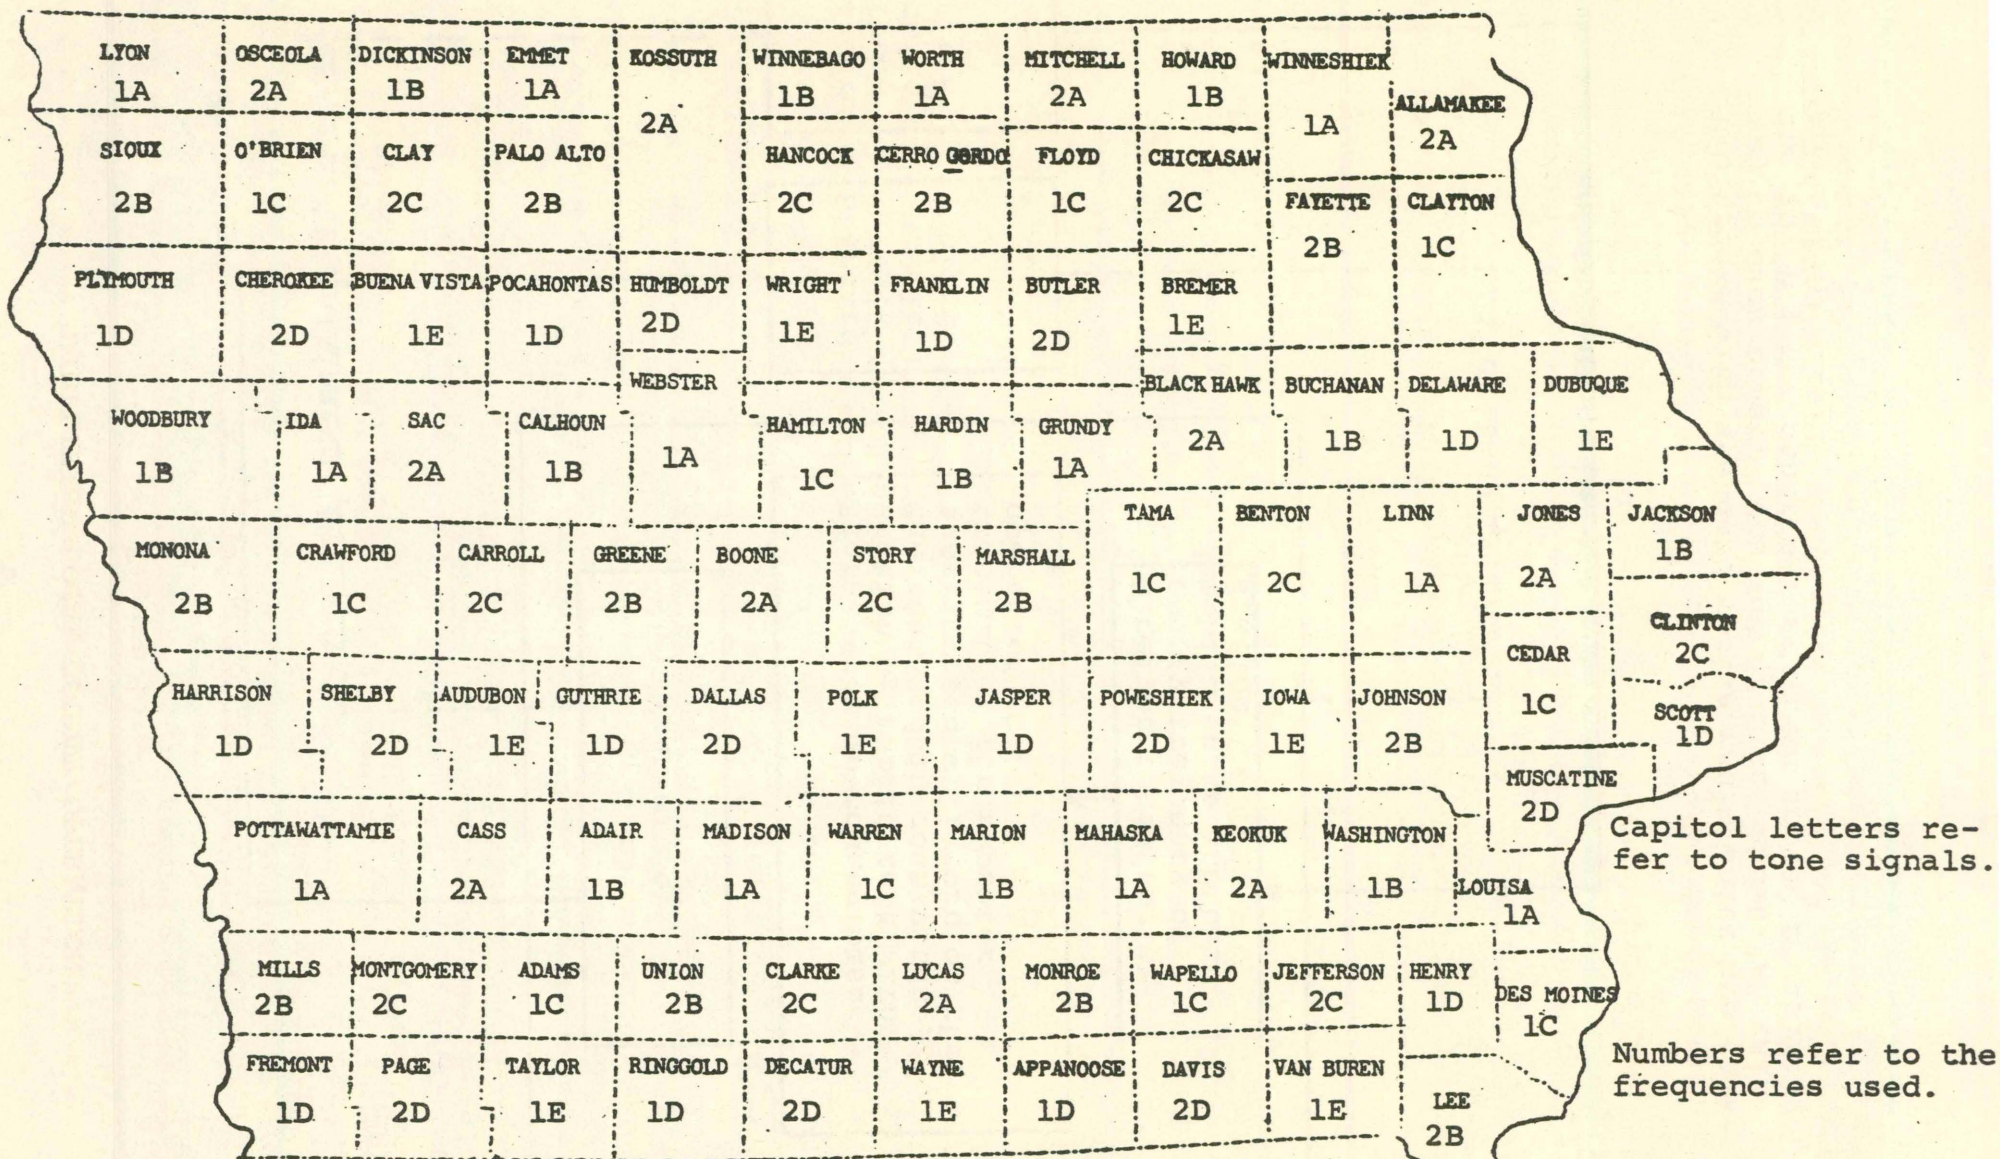 LYON OSCEOLA DICKINSON EMMET KOSSUTH WINNEBAGO WORTH MITCHELL HOWARD WINNESHIEK
1A 2A 1B 1A 2A 1B 1A 2A 1B 1A
ALLAMAKEE
2A
SIOUX O'BRIEN CLAY PALO ALTO HANCOCK CERRO GORDO FLOYD CHICKASAW
2B 1C 2C 2B 2C 2B 1C 2C
FAYETTE CLAYTON
2B 1C
PLYMOUTH CHEROKEE BUENA VISTA POCAHONTAS HUMBOLDT WRIGHT FRANKLIN BUTLER BREMER
1D 2D 1E 1D 2D 1E 1D 2D 1E
WEBSTER BLACK HAWK BUCHANAN DELAWARE DUBUQUE
1A 2A 1B 1D 1E
WOODBURY IDA SAC CALHOUN HAMILTON HARDIN GRUNDY
1B 1A 2A 1B 1C 1B 1A
TAMA BENTON LINN JONES JACKSON
1C 2C 1A 2A 1B
MONONA CRAWFORD CARROLL GREENE BOONE STORY MARSHALL
2B 1C 2C 2B 2A 2C 2B
CLINTON
2C
CEDAR
1C
HARRISON SHELBY AUDUBON GUTHRIE DALLAS POLK JASPER POWESHIEK IOWA JOHNSON
1D 2D 1E 1D 2D 1E 1D 2D 1E 2B
SCOTT
1D
MUSCATINE
2D
Capitol letters re-
fer to tone signals.
POTTAWATTAMIE CASS ADAIR MADISON WARREN MARION MAHASKA KEOKUK WASHINGTON
1A 2A 1B 1A 1C 1B 1A 2A 1B
LOUISA
1A
MILLS MONTGOMERY ADAMS UNION CLARKE LUCAS MONROE WAPELLO JEFFERSON HENRY
2B 2C 1C 2B 2C 2A 2B 1C 2C 1D
DES MOINES
1C
Numbers refer to the
frequencies used.
FREMONT PAGE TAYLOR RINGGOLD DECATUR WAYNE APPANOOSE DAVIS VAN BUREN
1D 2D 1E 1D 2D 1E 1D 2D 1E
LEE
2B